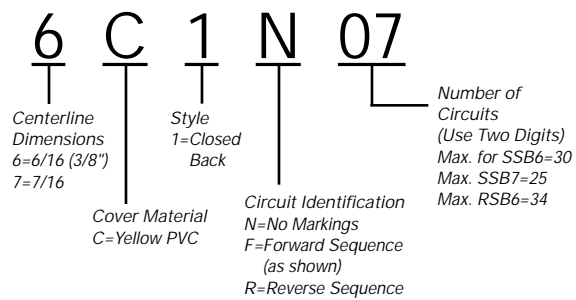 6 C 1 N 07
Centerline
Dimensions
6=6/16 (3/8")
7=7/16
Cover Material
C=Yellow PVC
Style
1=Closed
Back
Circuit Identification
N=No Markings
F=Forward Sequence
(as shown)
R=Reverse Sequence
Number of
Circuits
(Use Two Digits)
Max. for SSB6=30
Max. SSB7=25
Max. RSB6=34